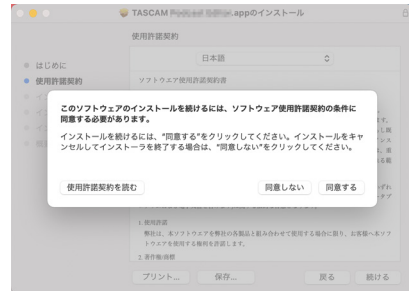 TASCAM .appのインストール
使用許諾契約
日本語
はじめに
使用許諾契約
ソフトウエア使用許諾契約書
このソフトウェアのインストールを続けるには、ソフトウェア使用許諾契約の条件に
同意する必要があります。
インストールを続けるには、“同意する”をクリックしてください。インストールをキャ
ンセルしてインストーラを終了する場合は、“同意しない”をクリックしてください。
使用許諾契約を読む
同意しない
同意する
1. 使用許諾
弊社は、本ソフトウェアを弊社の各製品と組み合わせて使用する場合に限り、お客様へ本ソフ
トウェアを使用する権利を許諾します。
2. 著作権/商標
プリント...
保存...
戻る
続ける